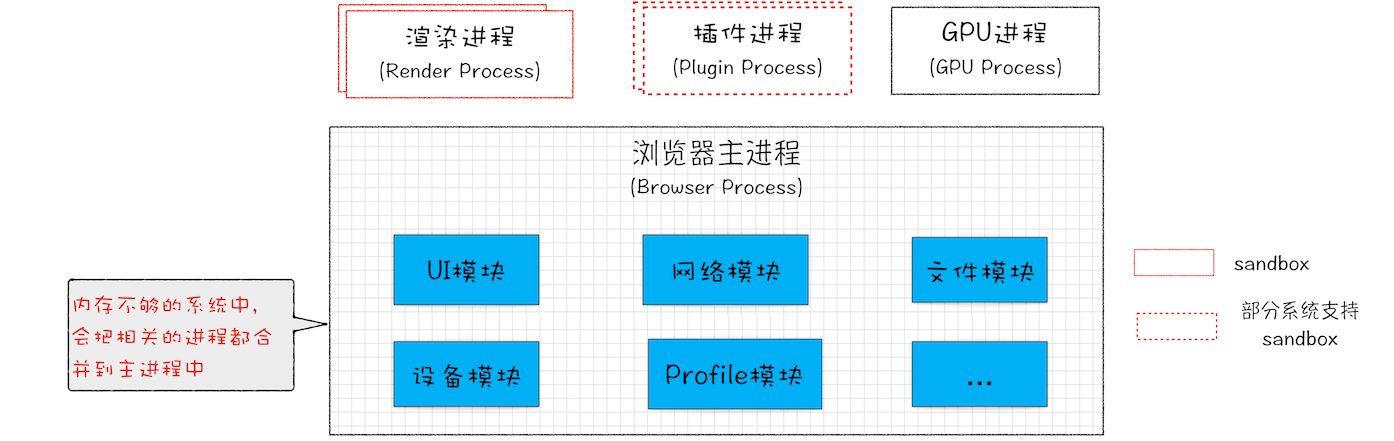 渲染进程
(Render Process)
插件进程
(Plugin Process)
GPU进程
(GPU Process)
浏览器主进程
(Browser Process)
UI模块
网络模块
文件模块
设备模块
Profile模块
...
内存不够的系统中，
会把相关的进程都合
并到主进程中
sandbox
部分系统支持
sandbox